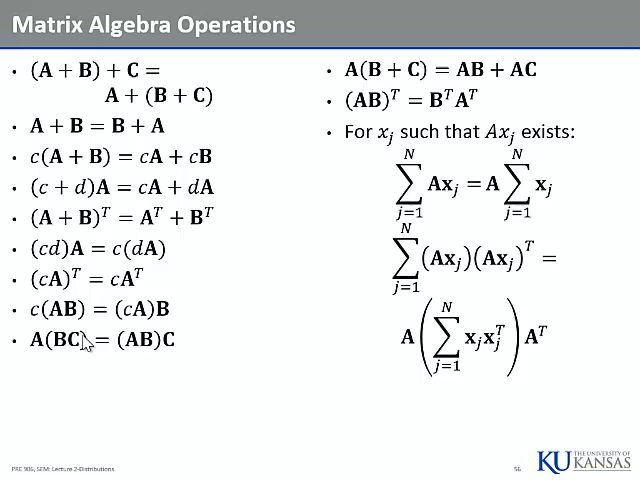 Matrix Algebra Operations
• (A + B) + C =
A + (B + C)
• A + B = B + A
• c(A + B) = cA + cB
• (c + d)A = cA + dA
• (A + B)^T = A^T + B^T
• (cd)A = c(dA)
• (cA)^T = cA^T
• c(AB) = (cA)B
• A(BC) = (AB)C
• A(B + C) = AB + AC
• (AB)^T = B^T A^T
• For x_j such that Ax_j exists:
∑_{j=1}^{N} Ax_j = A ∑_{j=1}^{N} x_j
∑_{j=1}^{N} (Ax_j)(Ax_j)^T =
A (∑_{j=1}^{N} x_j x_j^T) A^T
PRE 906, SEM: Lecture 2-Distributions
56
KU THE UNIVERSITY OF
KANSAS